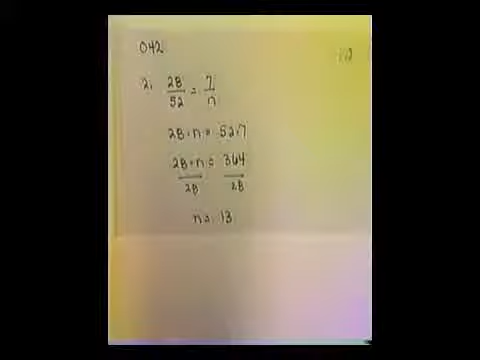 042
2. 28/52 = 7/n
28·n = 52·7
28·n/28 = 364/28
n = 13